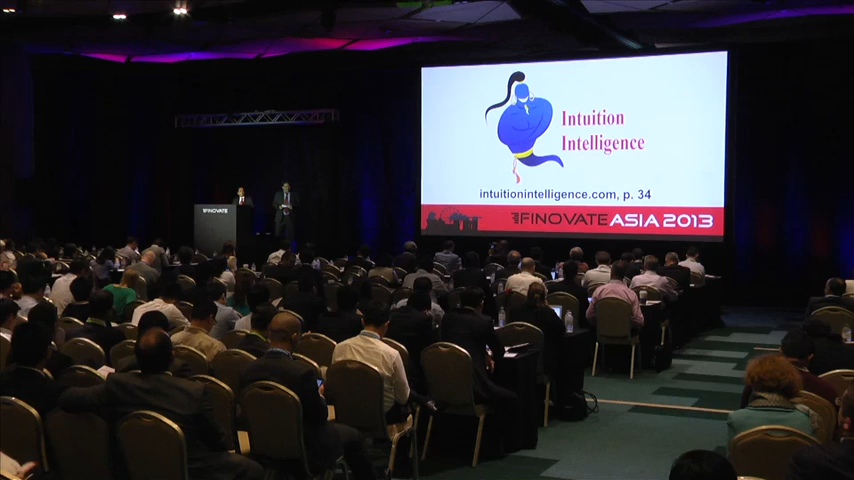 Intuition
Intelligence
intuitionintelligence.com, p. 34
FINOVATE ASIA 2013
FINOVATE